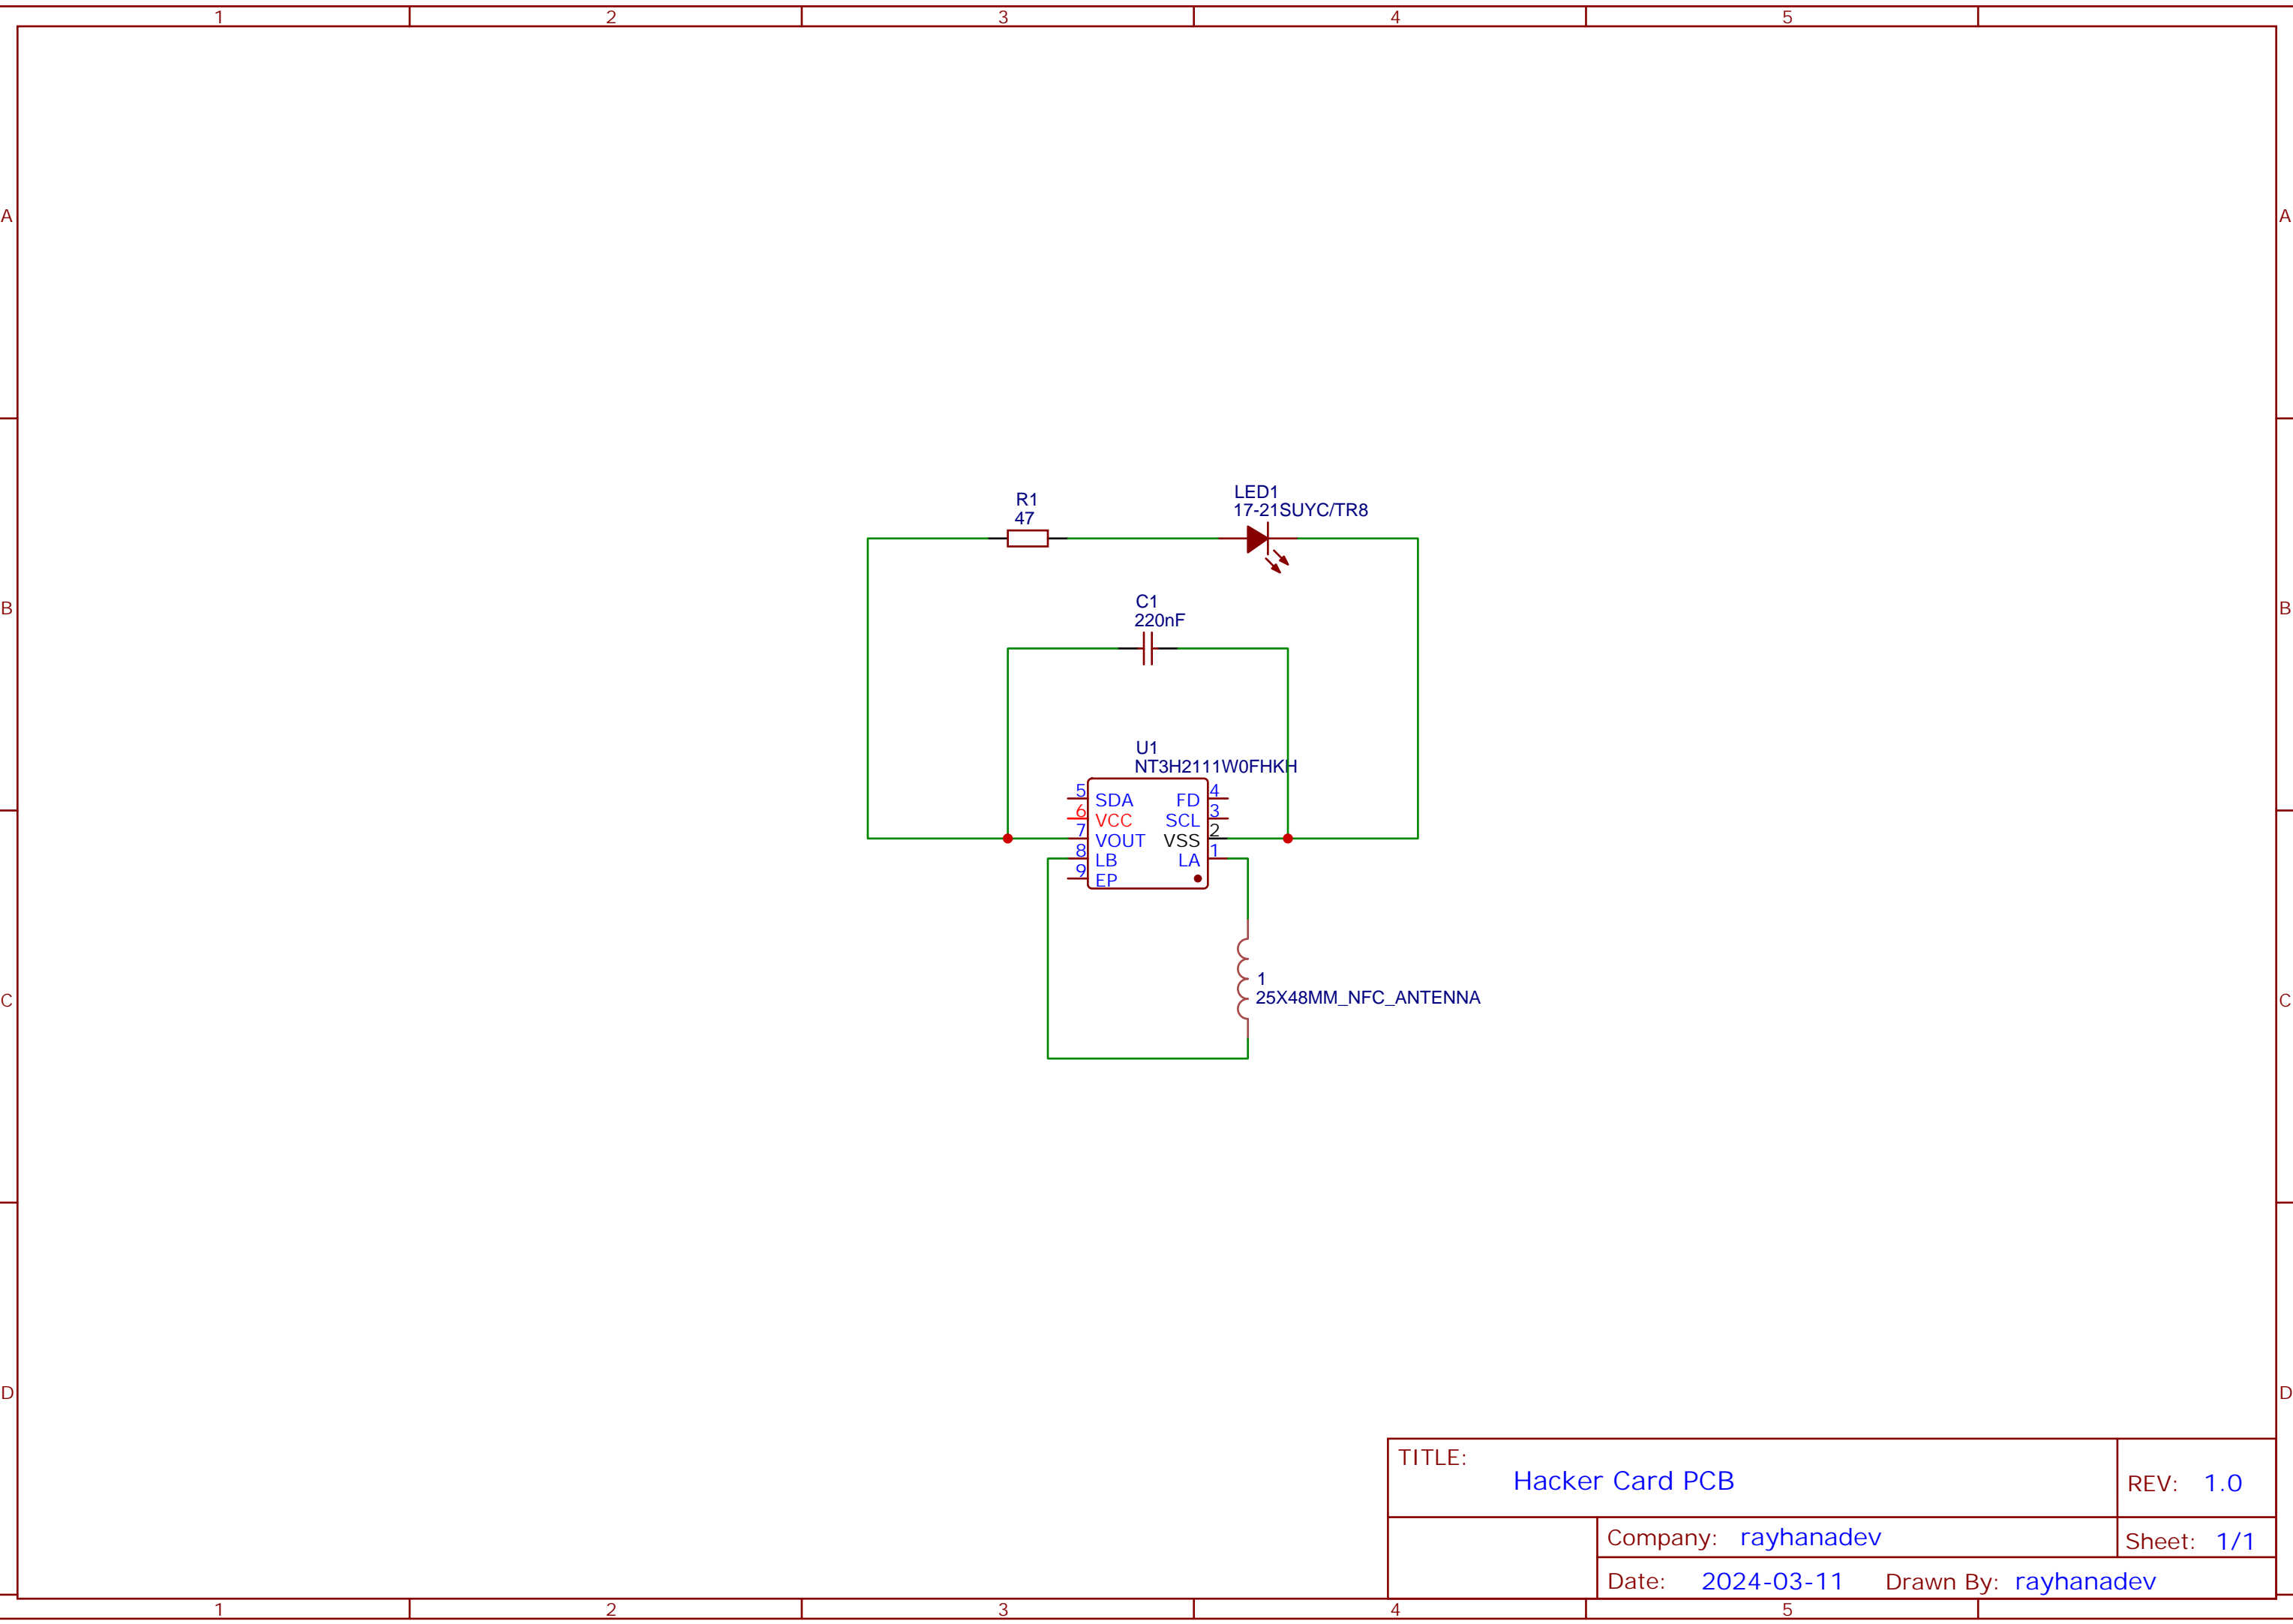 1 2 3 4 5
A A
R1
47
LED1
17-21SUYC/TR8
B B
C1
220nF
U1
NT3H2111W0FHKH
5 SDA FD 4
6 VCC SCL 3
7 VOUT VSS 2
8 LB LA 1
9 EP
1
25X48MM_NFC_ANTENNA
C C
D D
TITLE:
Hacker Card PCB
REV: 1.0
Company: rayhanadev
Sheet: 1/1
Date: 2024-03-11 Drawn By: rayhanadev
1 2 3 4 5